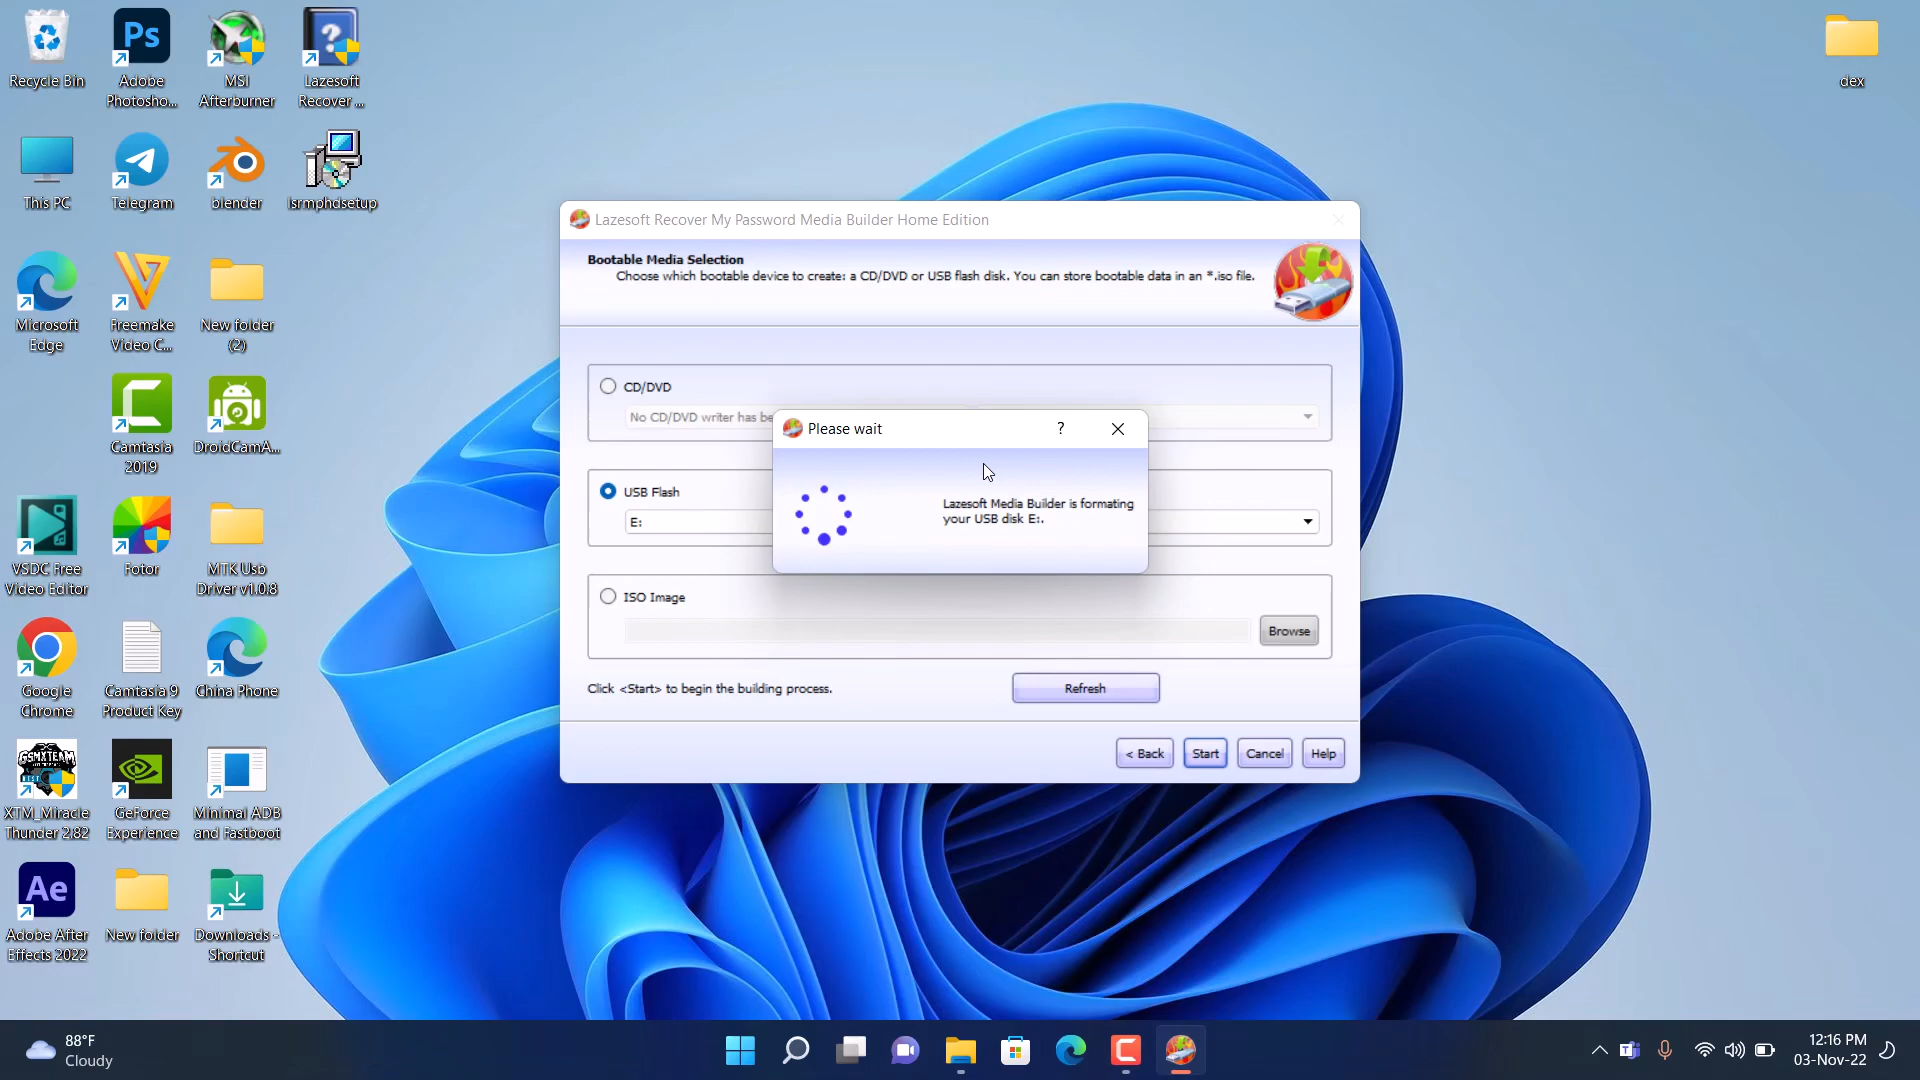 Recycle Bin
Adobe
Photosho...
MSI
Afterburner
Lazesoft
Recover ...
dex
This PC
Telegram
blender
lsrmphdsetup
Microsoft
Edge
Freemake
Video C...
New folder
(2)
Camtasia
2019
DroidCamA...
VSDC Free
Video Editor
Fotor
MTK Usb
Driver v1.0.8
Google
Chrome
Camtasia 9
Product Key
China Phone
XTM_Miracle
Thunder 2.82
GeForce
Experience
Minimal ADB
and Fastboot
Adobe After
Effects 2022
New folder
Downloads -
Shortcut
Ps
Ae
GSMXTEAM
Lazesoft Recover My Password Media Builder Home Edition
Bootable Media Selection
Choose which bootable device to create: a CD/DVD or USB flash disk. You can store bootable data in an *.iso file.
CD/DVD
No CD/DVD writer has be
Please wait
?
Lazesoft Media Builder is formating
your USB disk E:.
USB Flash
E:
ISO Image
Browse
Click <Start> to begin the building process.
Refresh
< Back
Start
Cancel
Help
88°F
Cloudy
12:16 PM
03-Nov-22